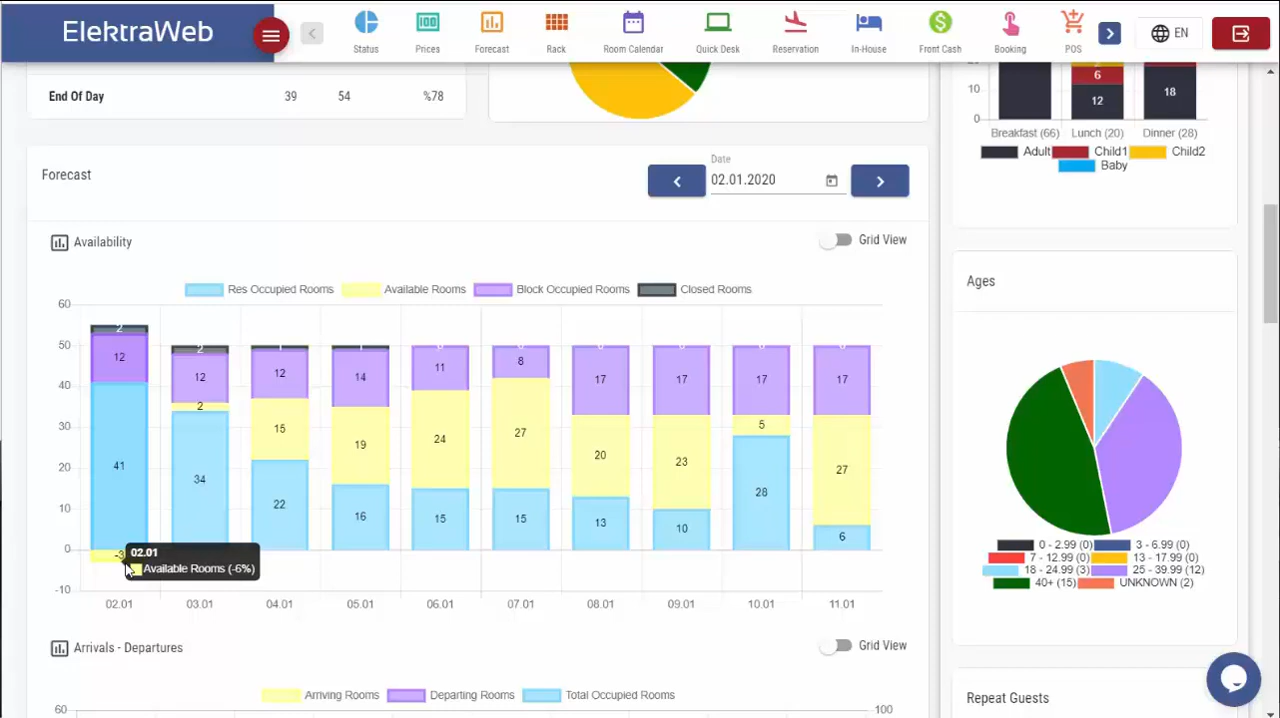 ElektraWeb
Status
Prices
Forecast
Rack
Room Calendar
Quick Desk
Reservation
In-House
Front Cash
Booking
POS
EN
End Of Day 39 54 %78
10
0
6
12
18
Breakfast (66) Lunch (20) Dinner (28)
Adult Child1 Child2
Baby
Forecast
Date
02.01.2020
Availability
Grid View
Res Occupied Rooms Available Rooms Block Occupied Rooms Closed Rooms
60
50
40
30
20
10
0
-10
2 12 41 -3
2 12 2 34
12 15 22
14 19 16
11 24 15
8 27 15
17 20 13
17 23 10
17 5 28
17 27 6
02.01
Available Rooms (-6%)
02.01 03.01 04.01 05.01 06.01 07.01 08.01 09.01 10.01 11.01
Arrivals - Departures
Grid View
Arriving Rooms Departing Rooms Total Occupied Rooms
60 100
Ages
0 - 2.99 (0) 3 - 6.99 (0)
7 - 12.99 (0) 13 - 17.99 (0)
18 - 24.99 (3) 25 - 39.99 (12)
40+ (15) UNKNOWN (2)
Repeat Guests